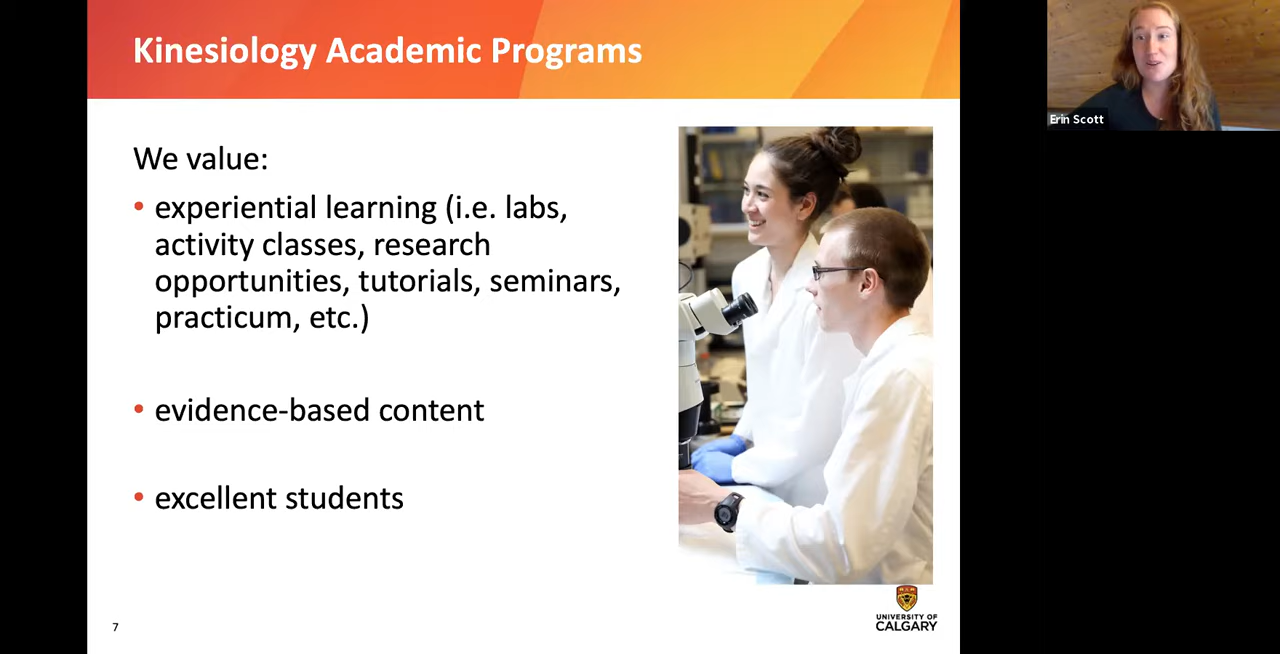 Kinesiology Academic Programs
Erin Scott
We value:
• experiential learning (i.e. labs,
activity classes, research
opportunities, tutorials, seminars,
practicum, etc.)
• evidence-based content
• excellent students
7
UNIVERSITY OF
CALGARY